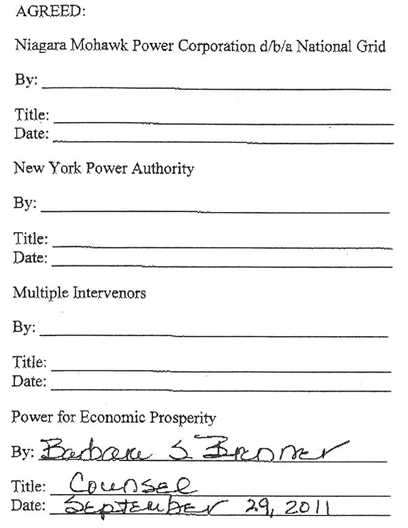 AGREED:
Niagara Mohawk Power Corporation d/b/a National Grid
By:
Title:
Date:
New York Power Authority
By:
Title:
Date:
Multiple Intervenors
By:
Title:
Date:
Power for Economic Prosperity
By: Barbara S. Brenner
Title: Counsel
Date: September 29, 2011